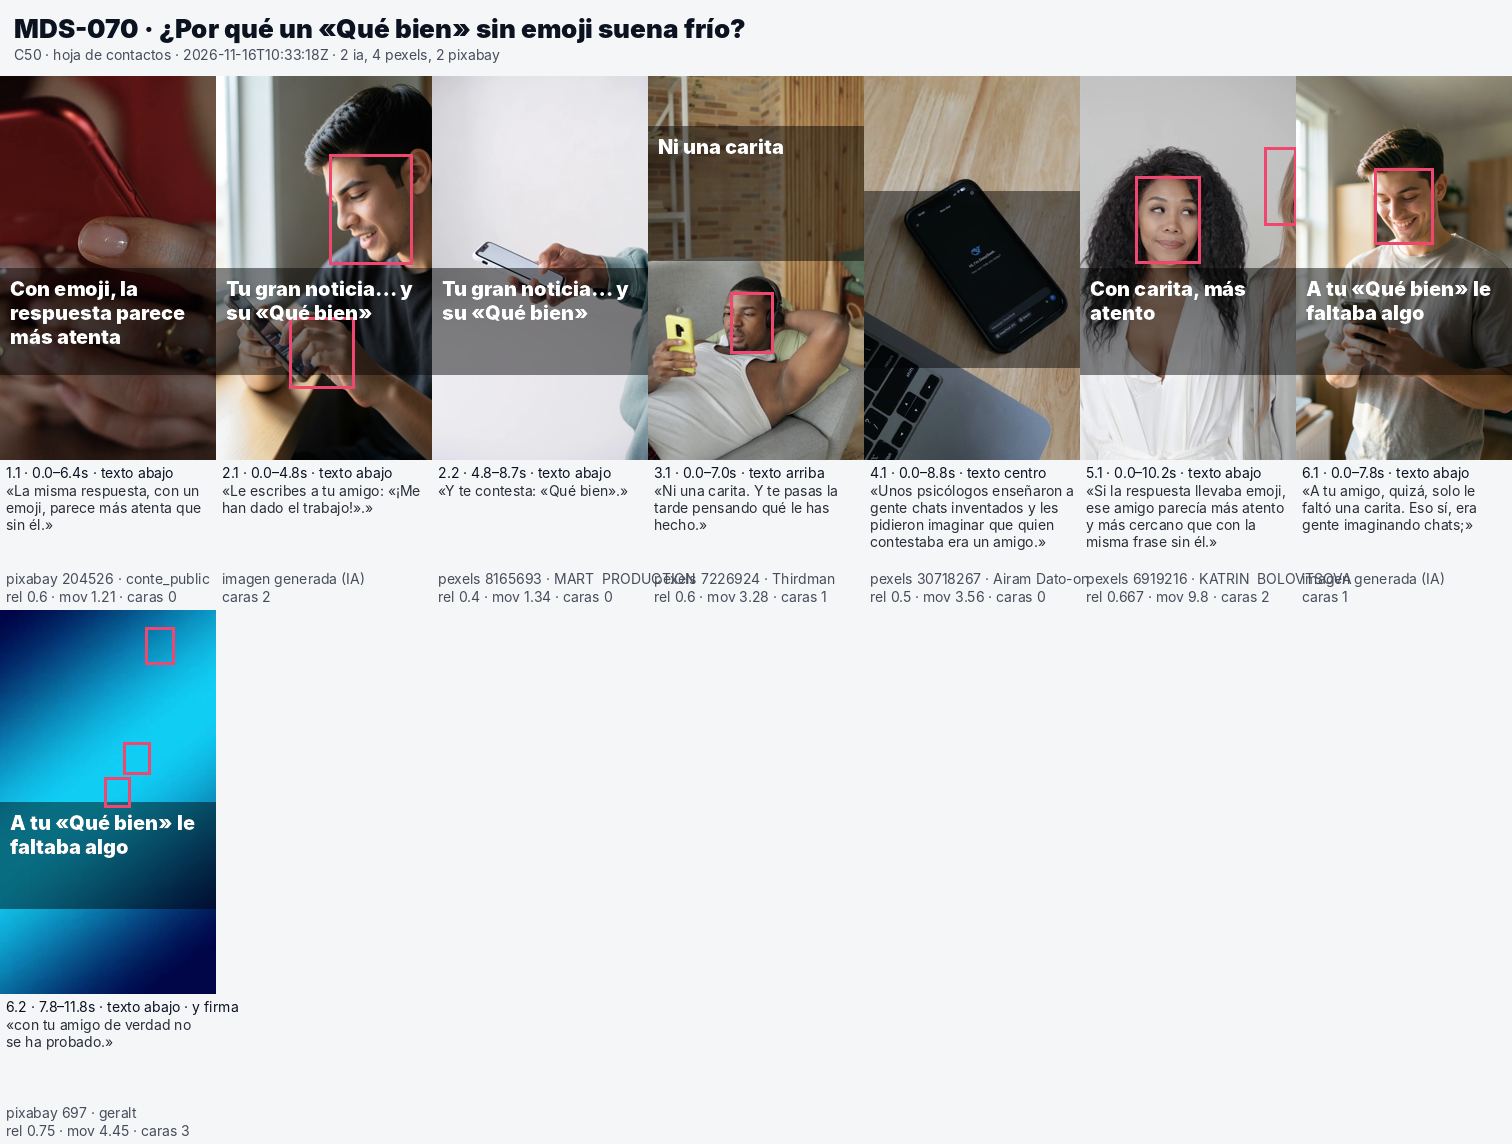 MDS-070 · ¿Por qué un «Qué bien» sin emoji suena frío?
C50 · hoja de contactos · 2026-11-16T10:33:18Z · 2 ia, 4 pexels, 2 pixabay
Con emoji, la
respuesta parece
más atenta
1.1 · 0.0–6.4s · texto abajo
«La misma respuesta, con un
emoji, parece más atenta que
sin él.»
pixabay 204526 · conte_public
rel 0.6 · mov 1.21 · caras 0
Tu gran noticia… y
su «Qué bien»
2.1 · 0.0–4.8s · texto abajo
«Le escribes a tu amigo: «¡Me
han dado el trabajo!».»
imagen generada (IA)
caras 2
Tu gran noticia… y
su «Qué bien»
2.2 · 4.8–8.7s · texto abajo
«Y te contesta: «Qué bien».»
pexels 8165693 · MART PRODUCTION
rel 0.4 · mov 1.34 · caras 0
Ni una carita
3.1 · 0.0–7.0s · texto arriba
«Ni una carita. Y te pasas la
tarde pensando qué le has
hecho.»
pexels 7226924 · Thirdman
rel 0.6 · mov 3.28 · caras 1
4.1 · 0.0–8.8s · texto centro
«Unos psicólogos enseñaron a
gente chats inventados y les
pidieron imaginar que quien
contestaba era un amigo.»
pexels 30718267 · Airam Dato-on
rel 0.5 · mov 3.56 · caras 0
Con carita, más
atento
5.1 · 0.0–10.2s · texto abajo
«Si la respuesta llevaba emoji,
ese amigo parecía más atento
y más cercano que con la
misma frase sin él.»
pexels 6919216 · KATRIN BOLOVTSOVA
rel 0.667 · mov 9.8 · caras 2
A tu «Qué bien» le
faltaba algo
6.1 · 0.0–7.8s · texto abajo
«A tu amigo, quizá, solo le
faltó una carita. Eso sí, era
gente imaginando chats;»
imagen generada (IA)
caras 1
A tu «Qué bien» le
faltaba algo
6.2 · 7.8–11.8s · texto abajo · y firma
«con tu amigo de verdad no
se ha probado.»
pixabay 697 · geralt
rel 0.75 · mov 4.45 · caras 3